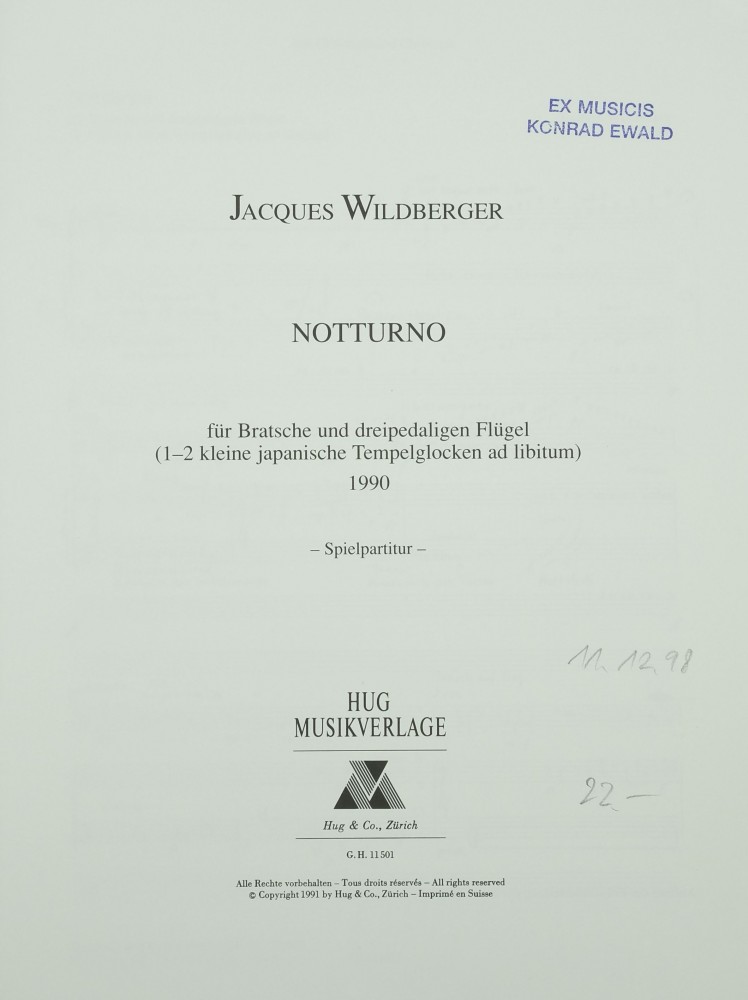 EX MUSICIS
KONRAD EWALD
JACQUES WILDBERGER
NOTTURNO
für Bratsche und dreipedaligen Flügel
(1–2 kleine japanische Tempelglocken ad libitum)
1990
– Spielpartitur –
11. 12. 98
HUG
MUSIKVERLAGE
22.—
Hug & Co., Zürich
G. H. 11501
Alle Rechte vorbehalten – Tous droits réservés – All rights reserved
© Copyright 1991 by Hug & Co., Zürich – Imprimé en Suisse